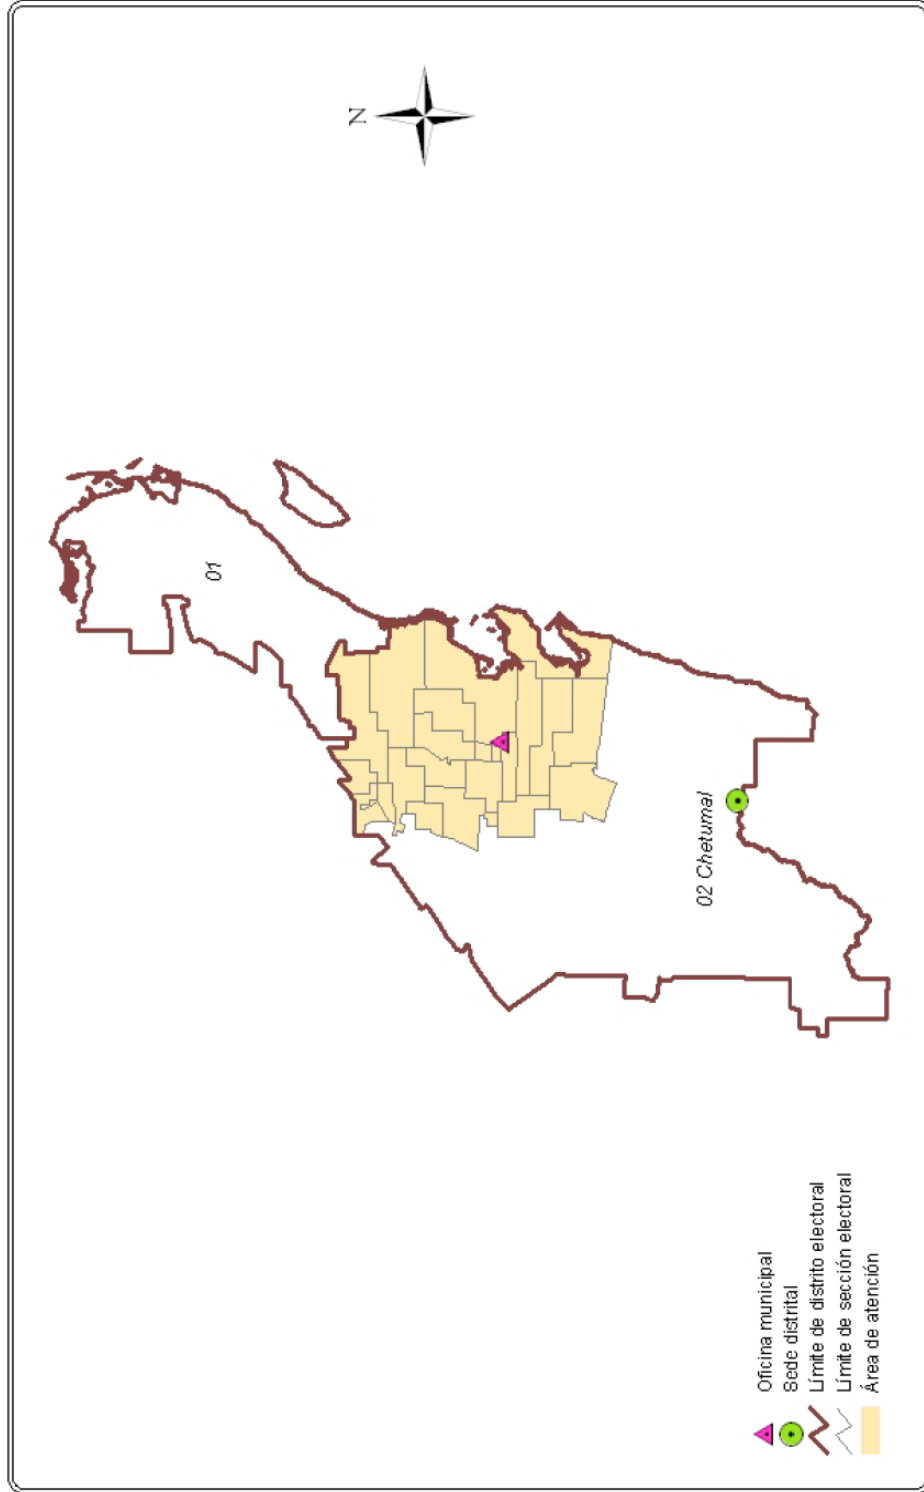 N
01
02 Chetumal
Oficina municipal
Sede distrital
Límite de distrito electoral
Límite de sección electoral
Área de atención